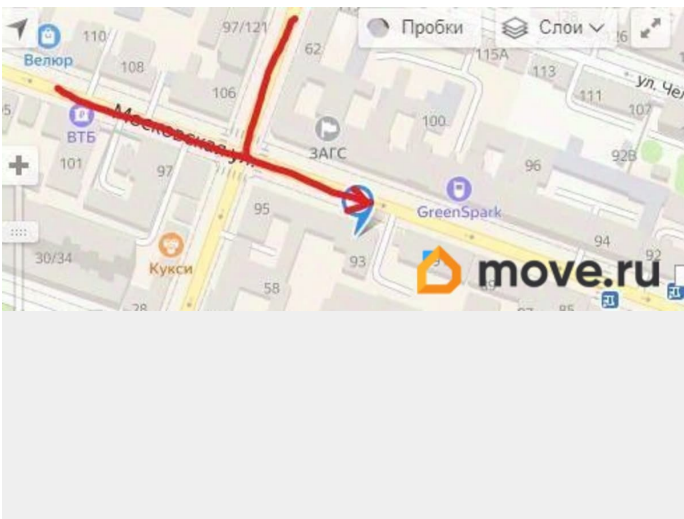 97/121
Пробки
Слои
26
110
62
Велюр
115А
108
113
ул. Чел
106
111
107
Московская ул.
100
ВТБ
ЗАГС
92В
101
97
96
GreenSpark
95
94
30/34
Кукси
93
92
move.ru
58
28
85